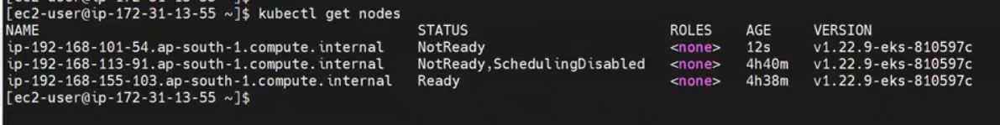 [ec2-user@ip-172-31-13-55 ~]$ kubectl get nodes
NAME STATUS ROLES AGE VERSION
ip-192-168-101-54.ap-south-1.compute.internal NotReady <none> 12s v1.22.9-eks-810597c
ip-192-168-113-91.ap-south-1.compute.internal NotReady,SchedulingDisabled <none> 4h40m v1.22.9-eks-810597c
ip-192-168-155-103.ap-south-1.compute.internal Ready <none> 4h38m v1.22.9-eks-810597c
[ec2-user@ip-172-31-13-55 ~]$